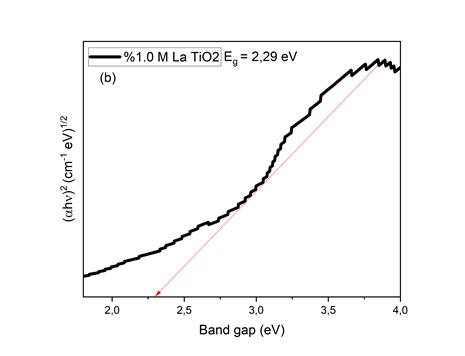 %1.0 M La TiO2 E_g = 2,29 eV
(b)
(αhν)^2 (cm^-1 eV)^1/2
2,0 2,5 3,0 3,5 4,0
Band gap (eV)